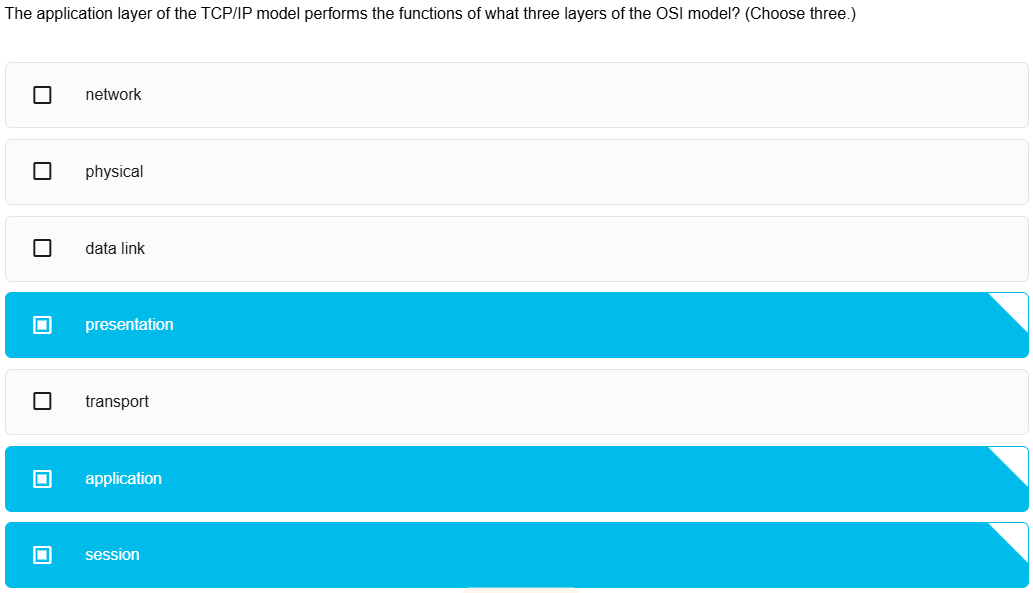 The application layer of the TCP/IP model performs the functions of what three layers of the OSI model? (Choose three.)
network
physical
data link
presentation
transport
application
session